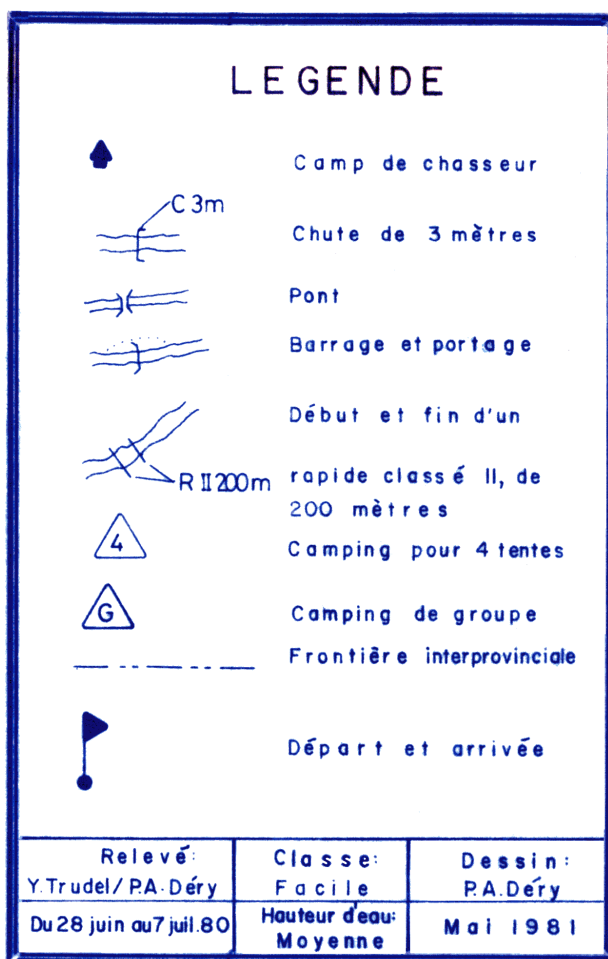 LEGENDE
Camp de chasseur
C 3m
Chute de 3 mètres
Pont
Barrage et portage
Début et fin d'un
R II 200m
rapide classé II, de
200 mètres
4
Camping pour 4 tentes
G
Camping de groupe
Frontière interprovinciale
Départ et arrivée
Relevé:
Y. Trudel / P.A. Déry
Classe:
Facile
Dessin:
P.A. Déry
Du 28 juin au 7 juil. 80
Hauteur d'eau:
Moyenne
Mai 1981